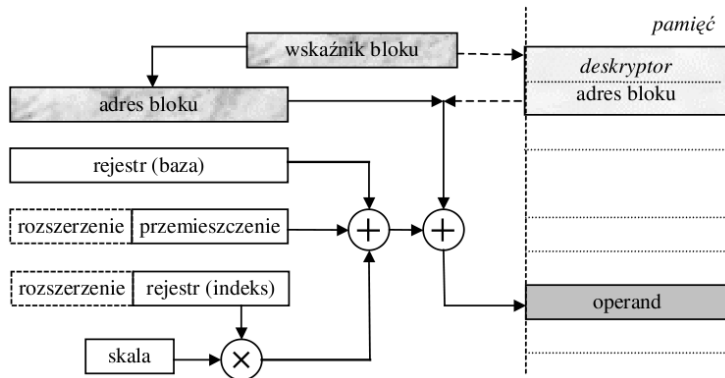 pamięć
wskaźnik bloku
deskryptor
adres bloku
adres bloku
rejestr (baza)
rozszerzenie przemieszczenie
+ +
rozszerzenie rejestr (indeks)
operand
skala ×